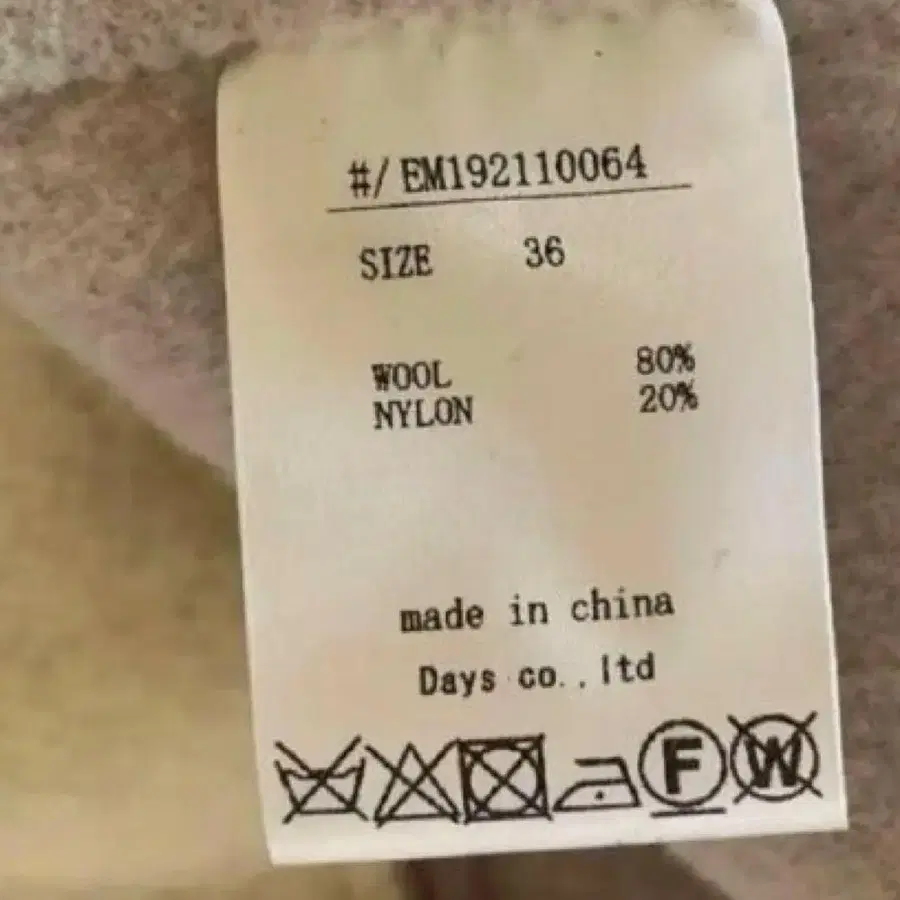 #/ EM192110064
SIZE 36
WOOL 80%
NYLON 20%
made in china
Days co.,ltd
F W